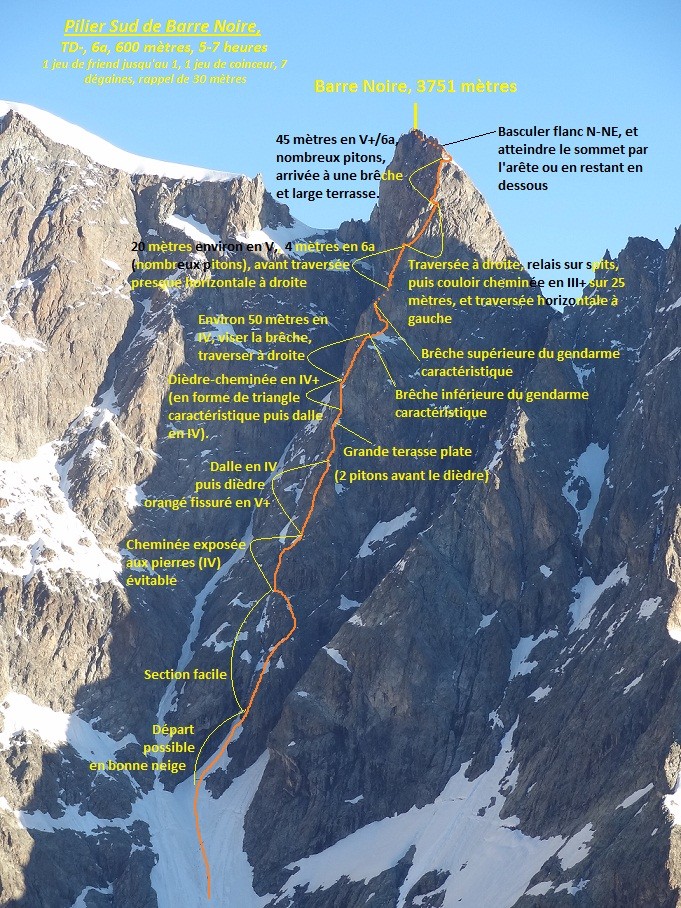 Pilier Sud de Barre Noire,
TD-, 6a, 600 mètres, 5-7 heures
1 jeu de friend jusqu'au 1, 1 jeu de coinceur, 7
dégaines, rappel de 30 mètres
Barre Noire, 3751 mètres
45 mètres en V+/6a,
nombreux pitons,
arrivée à une brêche
et large terrasse.
Basculer flanc N-NE, et
atteindre le sommet par
l'arête ou en restant en
dessous
20 mètres environ en V, 4 mètres en 6a
(nombreux pitons), avant traversée
presque horizontale à droite
Traversée à droite, relais sur spits,
puis couloir cheminée en III+ sur 25
mètres, et traversée horizontale à
gauche
Environ 50 mètres en
IV, viser la brêche,
traverser à droite
Brêche supérieure du gendarme
caractéristique
Dièdre-cheminée en IV+
(en forme de triangle
caractéristique puis dalle
en IV).
Brêche inférieure du gendarme
caractéristique
Grande terasse plate
(2 pitons avant le dièdre)
Dalle en IV
puis dièdre
orangé fissuré en V+
Cheminée exposée
aux pierres (IV)
évitable
Section facile
Départ
possible
en bonne neige